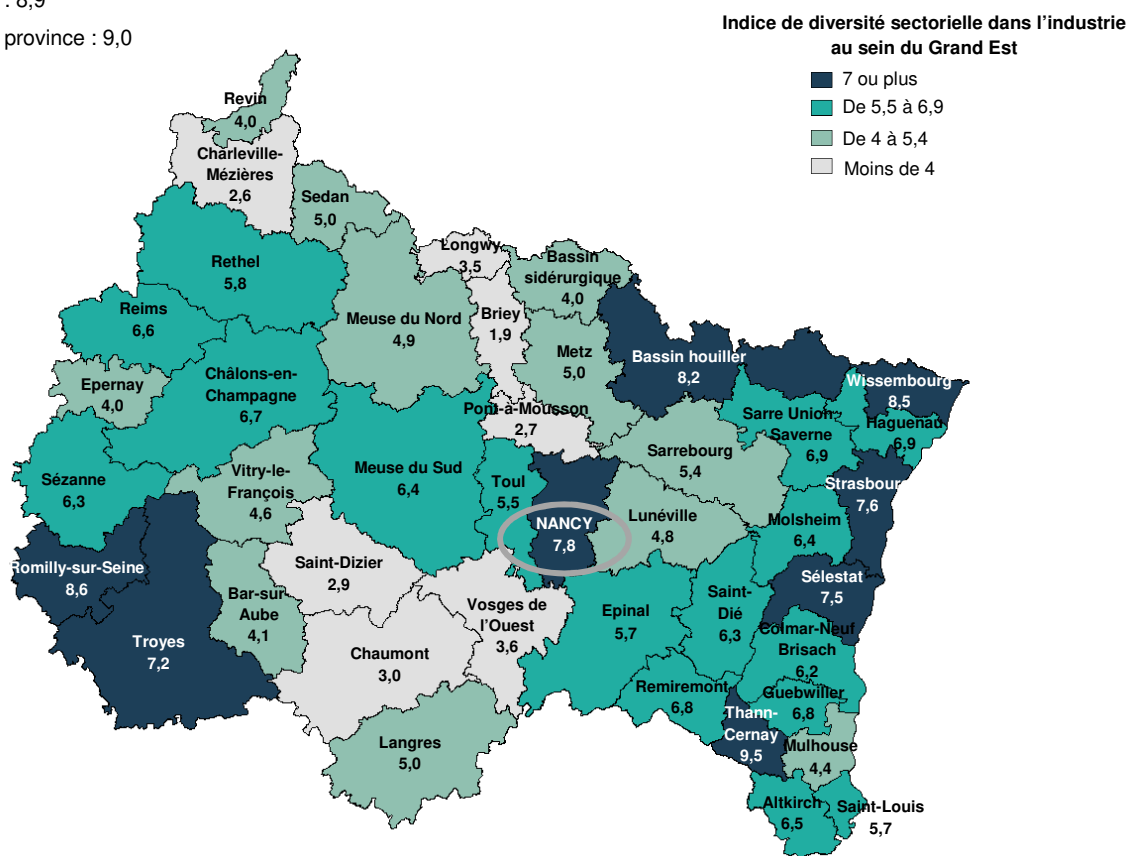 : 8,9
province : 9,0
Indice de diversité sectorielle dans l'industrie
au sein du Grand Est
7 ou plus
De 5,5 à 6,9
De 4 à 5,4
Moins de 4
Revin
4,0
Charleville-
Mézières
2,6
Sedan
5,0
Rethel
5,8
Longwy
3,5
Bassin
sidérurgique
4,0
Reims
6,6
Meuse du Nord
4,9
Briey
1,9
Metz
5,0
Bassin houiller
8,2
Wissembourg
8,5
Epernay
4,0
Châlons-en-
Champagne
6,7
Pont-à-Mousson
2,7
Sarre Union-
Saverne
6,9
Haguenau
6,9
Sézanne
6,3
Vitry-le-
François
4,6
Meuse du Sud
6,4
Toul
5,5
Sarrebourg
5,4
Strasbourg
7,6
NANCY
7,8
Lunéville
4,8
Molsheim
6,4
Romilly-sur-Seine
8,6
Saint-Dizier
2,9
Bar-sur
Aube
4,1
Vosges de
l'Ouest
3,6
Epinal
5,7
Saint-
Dié
6,3
Sélestat
7,5
Troyes
7,2
Chaumont
3,0
Colmar-Neuf
Brisach
6,2
Remiremont
6,8
Guebwiller
6,8
Thann-
Cernay
9,5
Langres
5,0
Mulhouse
4,4
Altkirch
6,5
Saint-Louis
5,7